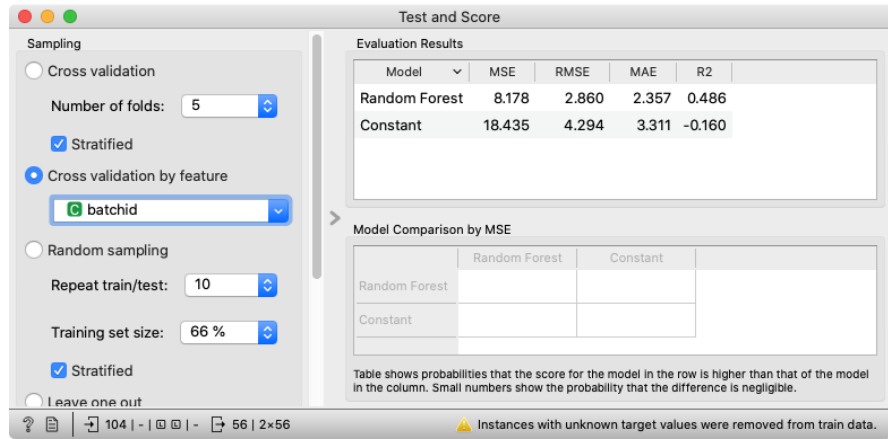 Test and Score
Sampling
Cross validation
Number of folds: 5
Stratified
Cross validation by feature
C batchid
Random sampling
Repeat train/test: 10
Training set size: 66 %
Stratified
Leave one out
Evaluation Results
Model MSE RMSE MAE R2
Random Forest 8.178 2.860 2.357 0.486
Constant 18.435 4.294 3.311 -0.160
Model Comparison by MSE
Random Forest Constant
Random Forest
Constant
Table shows probabilities that the score for the model in the row is higher than that of the model
in the column. Small numbers show the probability that the difference is negligible.
? 104 | - | - 56 | 2×56 Instances with unknown target values were removed from train data.